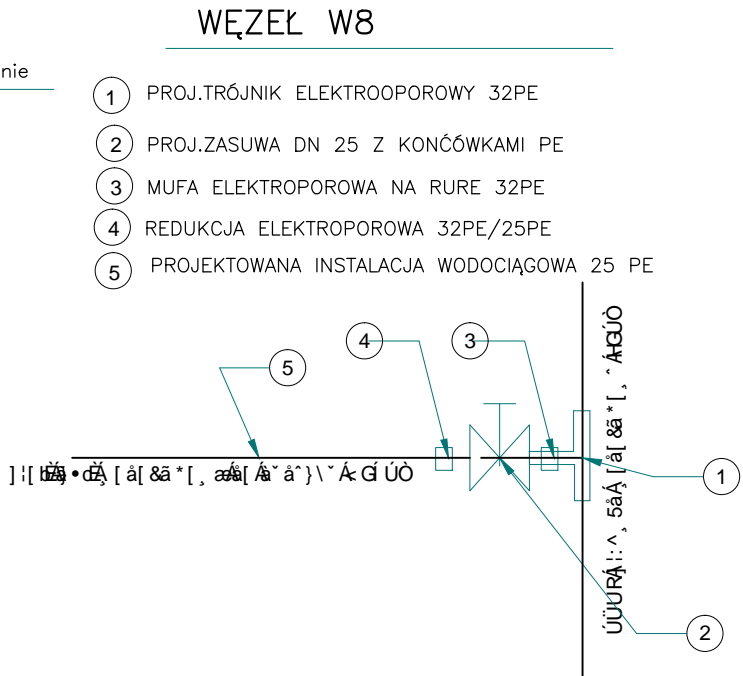 WĘZEŁ W8
nie
1 PROJ.TRÓJNIK ELEKTROOPOROWY 32PE
2 PROJ.ZASUWA DN 25 Z KONĆÓWKAMI PE
3 MUFA ELEKTROPOROWA NA RURE 32PE
4 REDUKCJA ELEKTROPOROWA 32PE/25PE
5 PROJEKTOWANA INSTALACJA WODOCIĄGOWA 25 PE
4
3
5
1
2